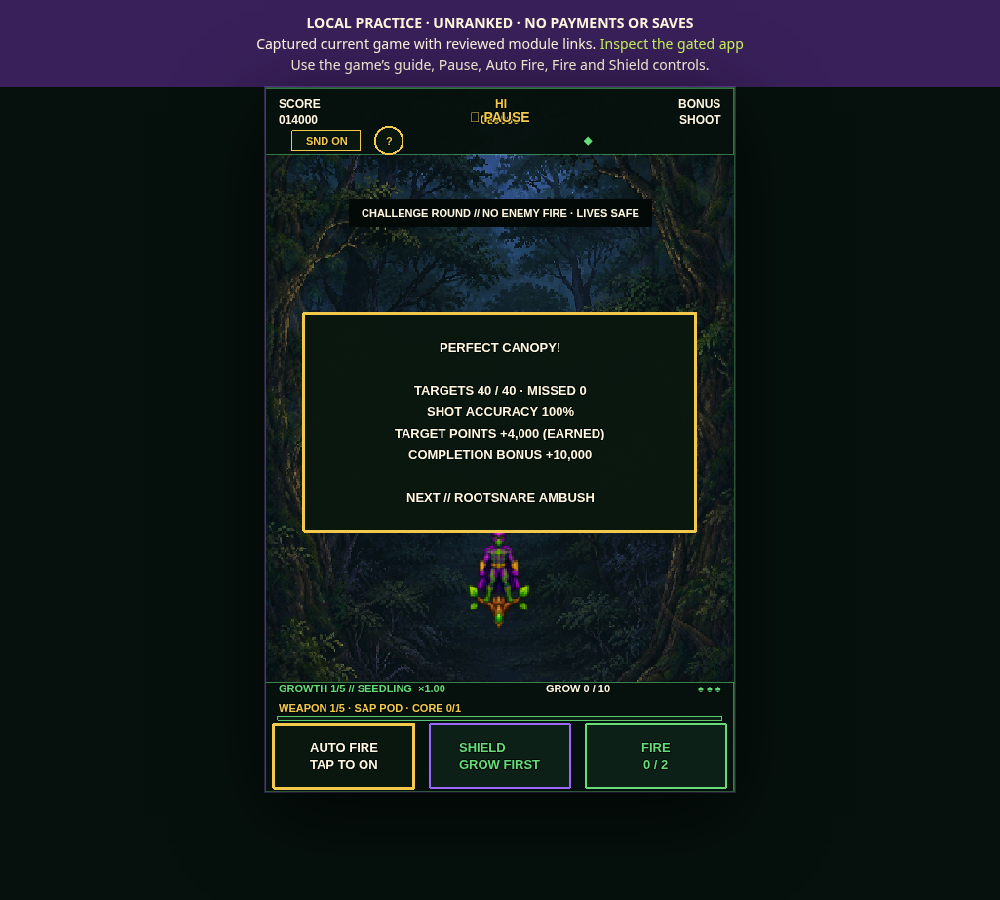 LOCAL PRACTICE · UNRANKED · NO PAYMENTS OR SAVES
Captured current game with reviewed module links. Inspect the gated app
Use the game's guide, Pause, Auto Fire, Fire and Shield controls.
SCORE
014000
HI
PAUSE
BONUS
SHOOT
SND ON
?
CHALLENGE ROUND // NO ENEMY FIRE · LIVES SAFE
PERFECT CANOPY!
TARGETS 40 / 40 · MISSED 0
SHOT ACCURACY 100%
TARGET POINTS +4,000 (EARNED)
COMPLETION BONUS +10,000
NEXT // ROOTSNARE AMBUSH
GROWTH 1/5 // SEEDLING ×1.00
GROW 0 / 10
WEAPON 1/5 · SAP POD · CORE 0/1
AUTO FIRE
TAP TO ON
SHIELD
GROW FIRST
FIRE
0 / 2